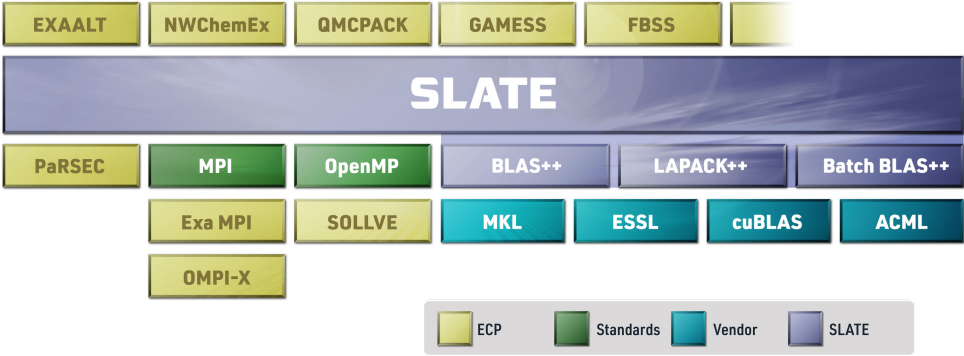 EXAALT NWChemEx QMCPACK GAMESS FBSS
SLATE
PaRSEC MPI OpenMP BLAS++ LAPACK++ Batch BLAS++
Exa MPI SOLLVE MKL ESSL cuBLAS ACML
OMPI-X
ECP Standards Vendor SLATE